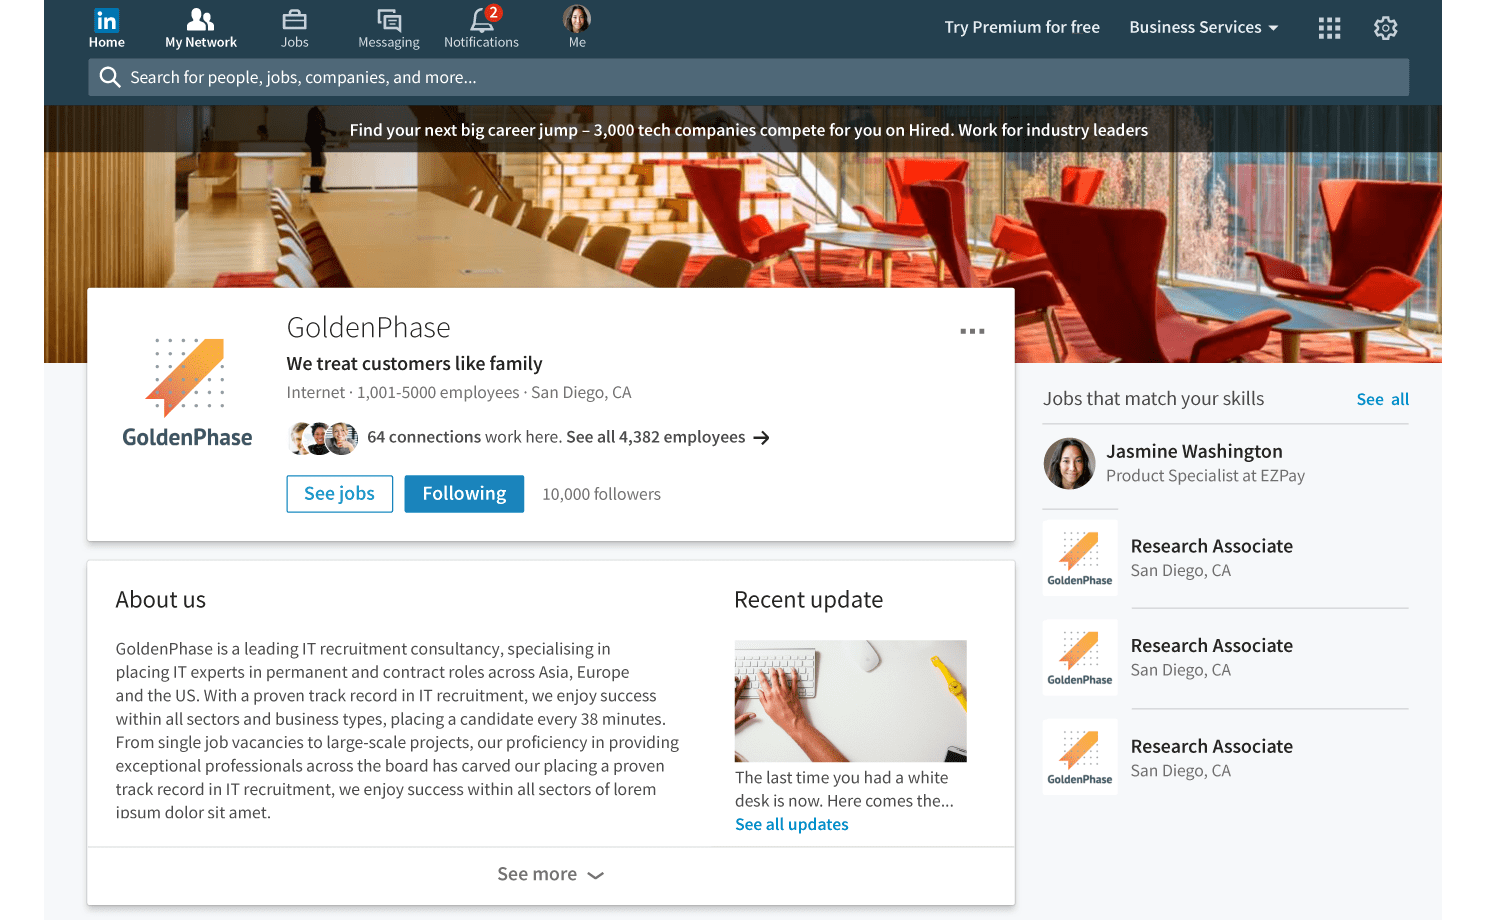 in
Home
My Network
Jobs
Messaging
2
Notifications
Me
Try Premium for free
Business Services
Search for people, jobs, companies, and more...
Find your next big career jump – 3,000 tech companies compete for you on Hired. Work for industry leaders
GoldenPhase
GoldenPhase
We treat customers like family
Internet · 1,001-5000 employees · San Diego, CA
64 connections work here. See all 4,382 employees
See jobs
Following
10,000 followers
About us
GoldenPhase is a leading IT recruitment consultancy, specialising in
placing IT experts in permanent and contract roles across Asia, Europe
and the US. With a proven track record in IT recruitment, we enjoy success
within all sectors and business types, placing a candidate every 38 minutes.
From single job vacancies to large-scale projects, our proficiency in providing
exceptional professionals across the board has carved our placing a proven
track record in IT recruitment, we enjoy success within all sectors of lorem
ipsum dolor sit amet.
Recent update
The last time you had a white
desk is now. Here comes the...
See all updates
See more
Jobs that match your skills
See all
Jasmine Washington
Product Specialist at EZPay
GoldenPhase
Research Associate
San Diego, CA
GoldenPhase
Research Associate
San Diego, CA
GoldenPhase
Research Associate
San Diego, CA